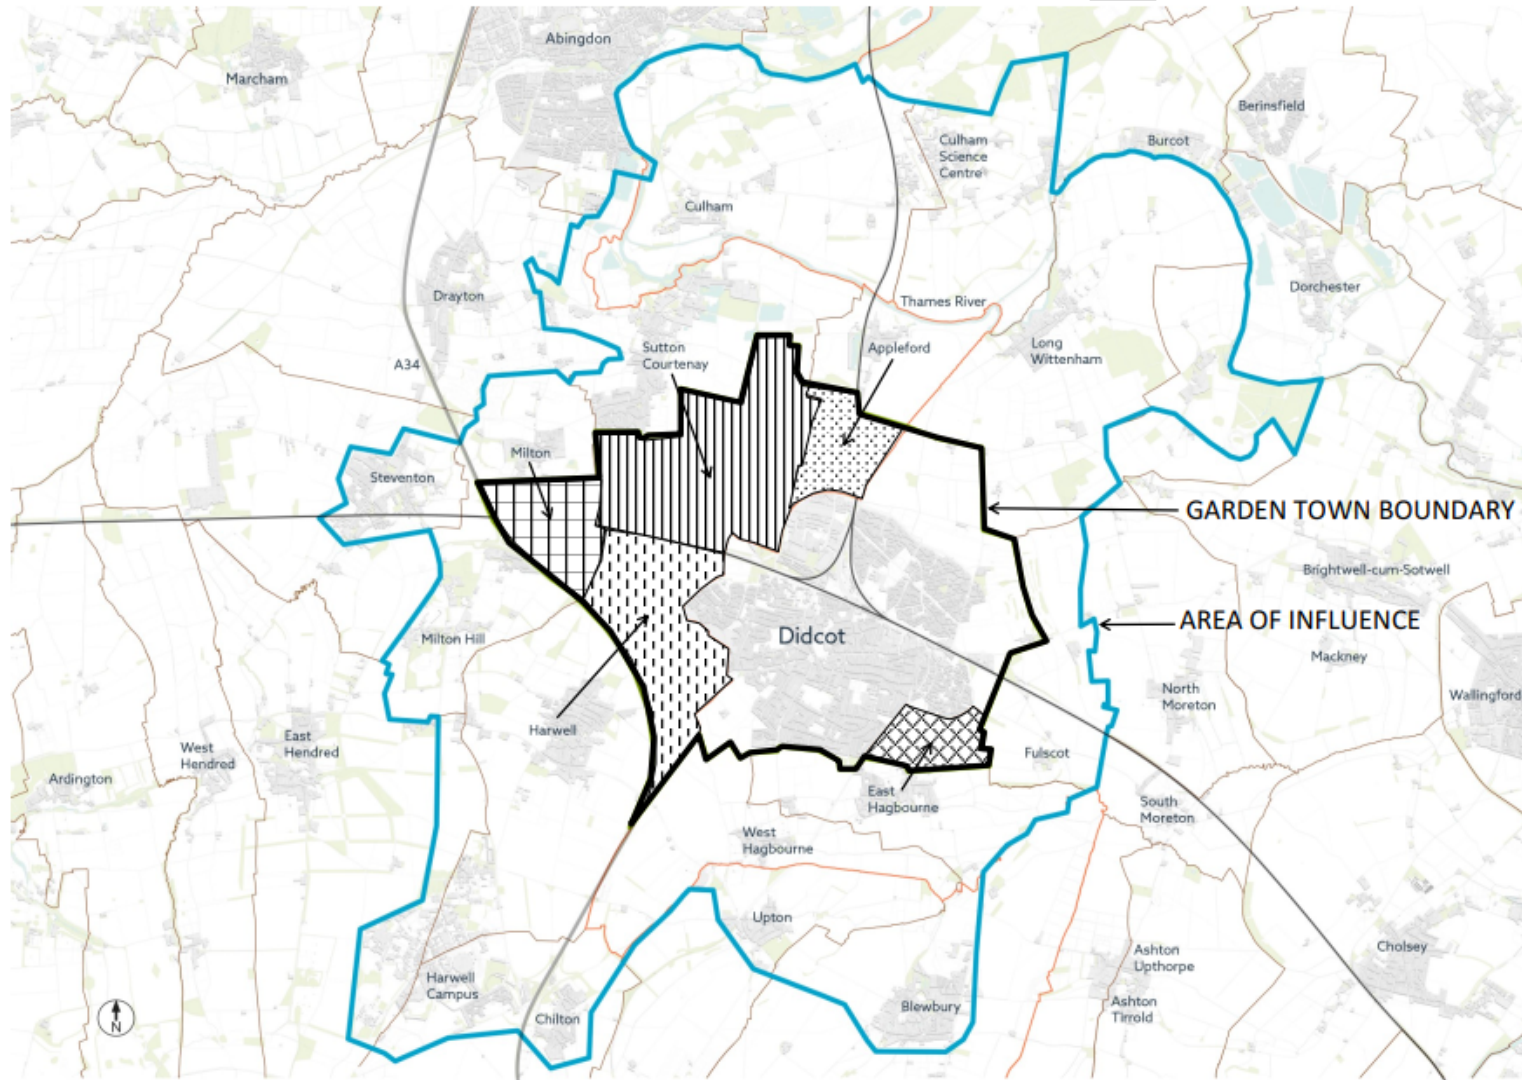 Abingdon
Marcham
Berinsfield
Culham
Science
Centre
Burcot
Culham
Drayton
Dorchester
Thames River
Sutton
Courtenay
Appleford
Long
Wittenham
A34
Milton
Steventon
GARDEN TOWN BOUNDARY
Brightwell-cum-Sotwell
AREA OF INFLUENCE
Didcot
Milton Hill
Mackney
North
Moreton
Wallingford
Harwell
East
Hendred
West
Hendred
Fulscot
Ardington
East
Hagbourne
South
Moreton
West
Hagbourne
Upton
Cholsey
Ashton
Upthorpe
Harwell
Campus
Blewbury
Ashton
Tirrold
Chilton
N